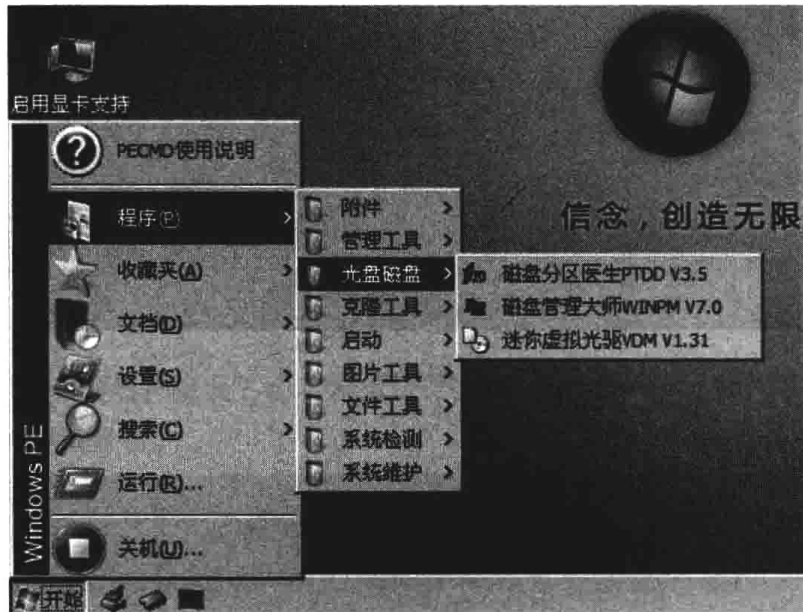 启用显卡支持
PECMD使用说明
程序(P)
收藏夹(A)
文档(D)
设置(S)
搜索(C)
运行(R)...
关机(U)...
Windows PE
附件
管理工具
光盘磁盘
克隆工具
启动
图片工具
文件工具
系统检测
系统维护
磁盘分区医生PTDD V3.5
磁盘管理大师WINPM V7.0
迷你虚拟光驱VDM V1.31
信念，创造无限
开始